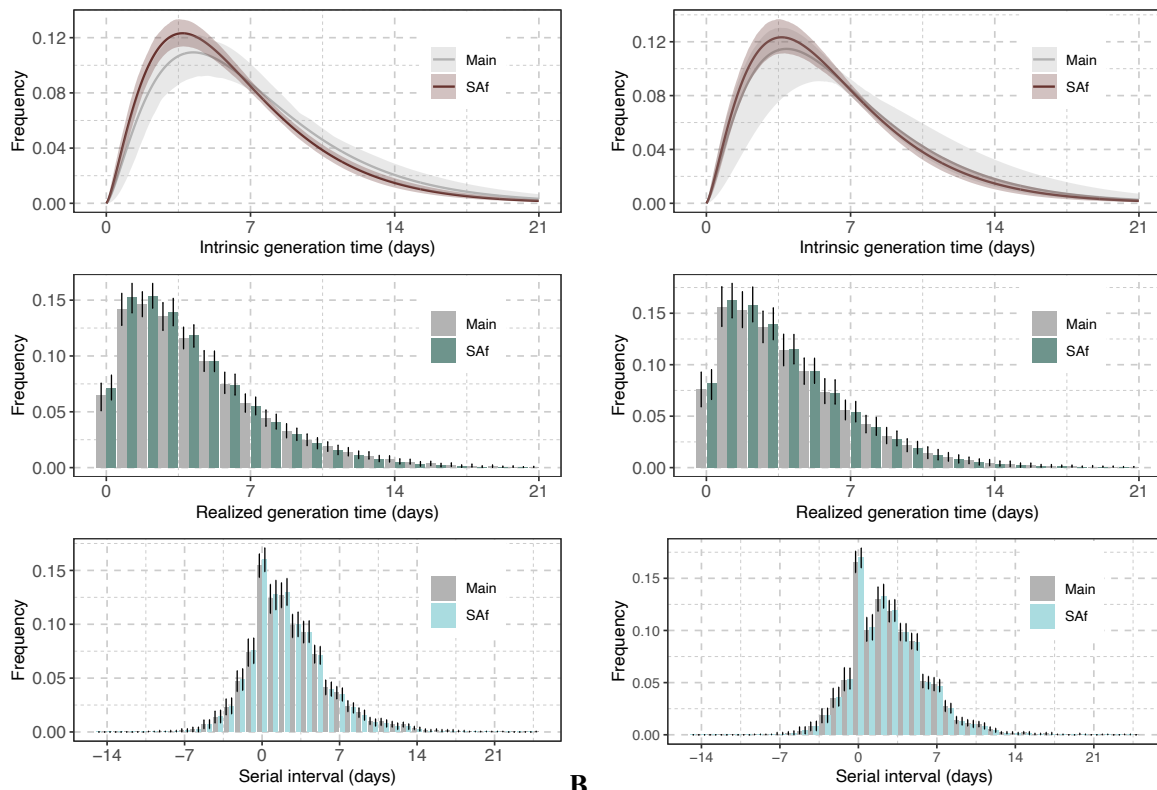 Frequency
0.12
0.08
0.04
0.00
Main
SAf
0
7
14
21
Intrinsic generation time (days)
Frequency
0.12
0.08
0.04
0.00
Main
SAf
0
7
14
21
Intrinsic generation time (days)
Frequency
0.15
0.10
0.05
0.00
Main
SAf
0
7
14
21
Realized generation time (days)
Frequency
0.15
0.10
0.05
0.00
Main
SAf
0
7
14
21
Realized generation time (days)
Frequency
0.15
0.10
0.05
0.00
Main
SAf
−14
−7
0
7
14
21
Serial interval (days)
Frequency
0.15
0.10
0.05
0.00
Main
SAf
−14
−7
0
7
14
21
Serial interval (days)
B